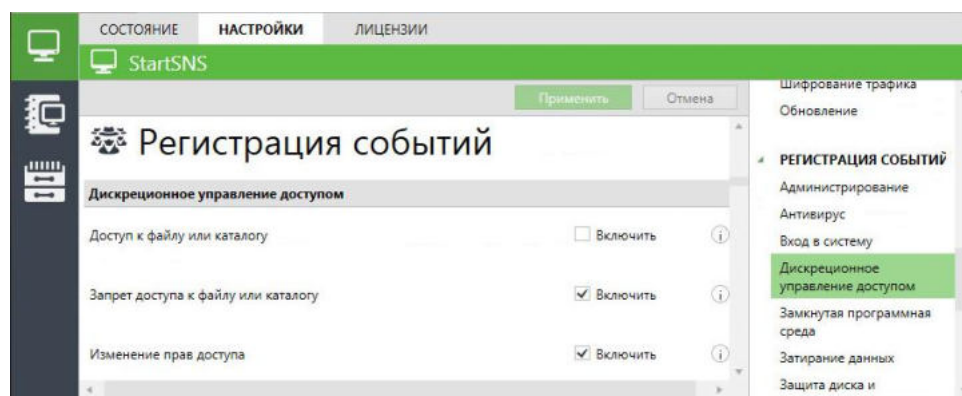 СОСТОЯНИЕ НАСТРОЙКИ ЛИЦЕНЗИИ
StartSNS
Применить Отмена
Регистрация событий
Дискреционное управление доступом
Доступ к файлу или каталогу Включить
Запрет доступа к файлу или каталогу Включить
Изменение прав доступа Включить
Шифрование трафика
Обновление
РЕГИСТРАЦИЯ СОБЫТИЙ
Администрирование
Антивирус
Вход в систему
Дискреционное
управление доступом
Замкнутая программная
среда
Затирание данных
Защита диска и